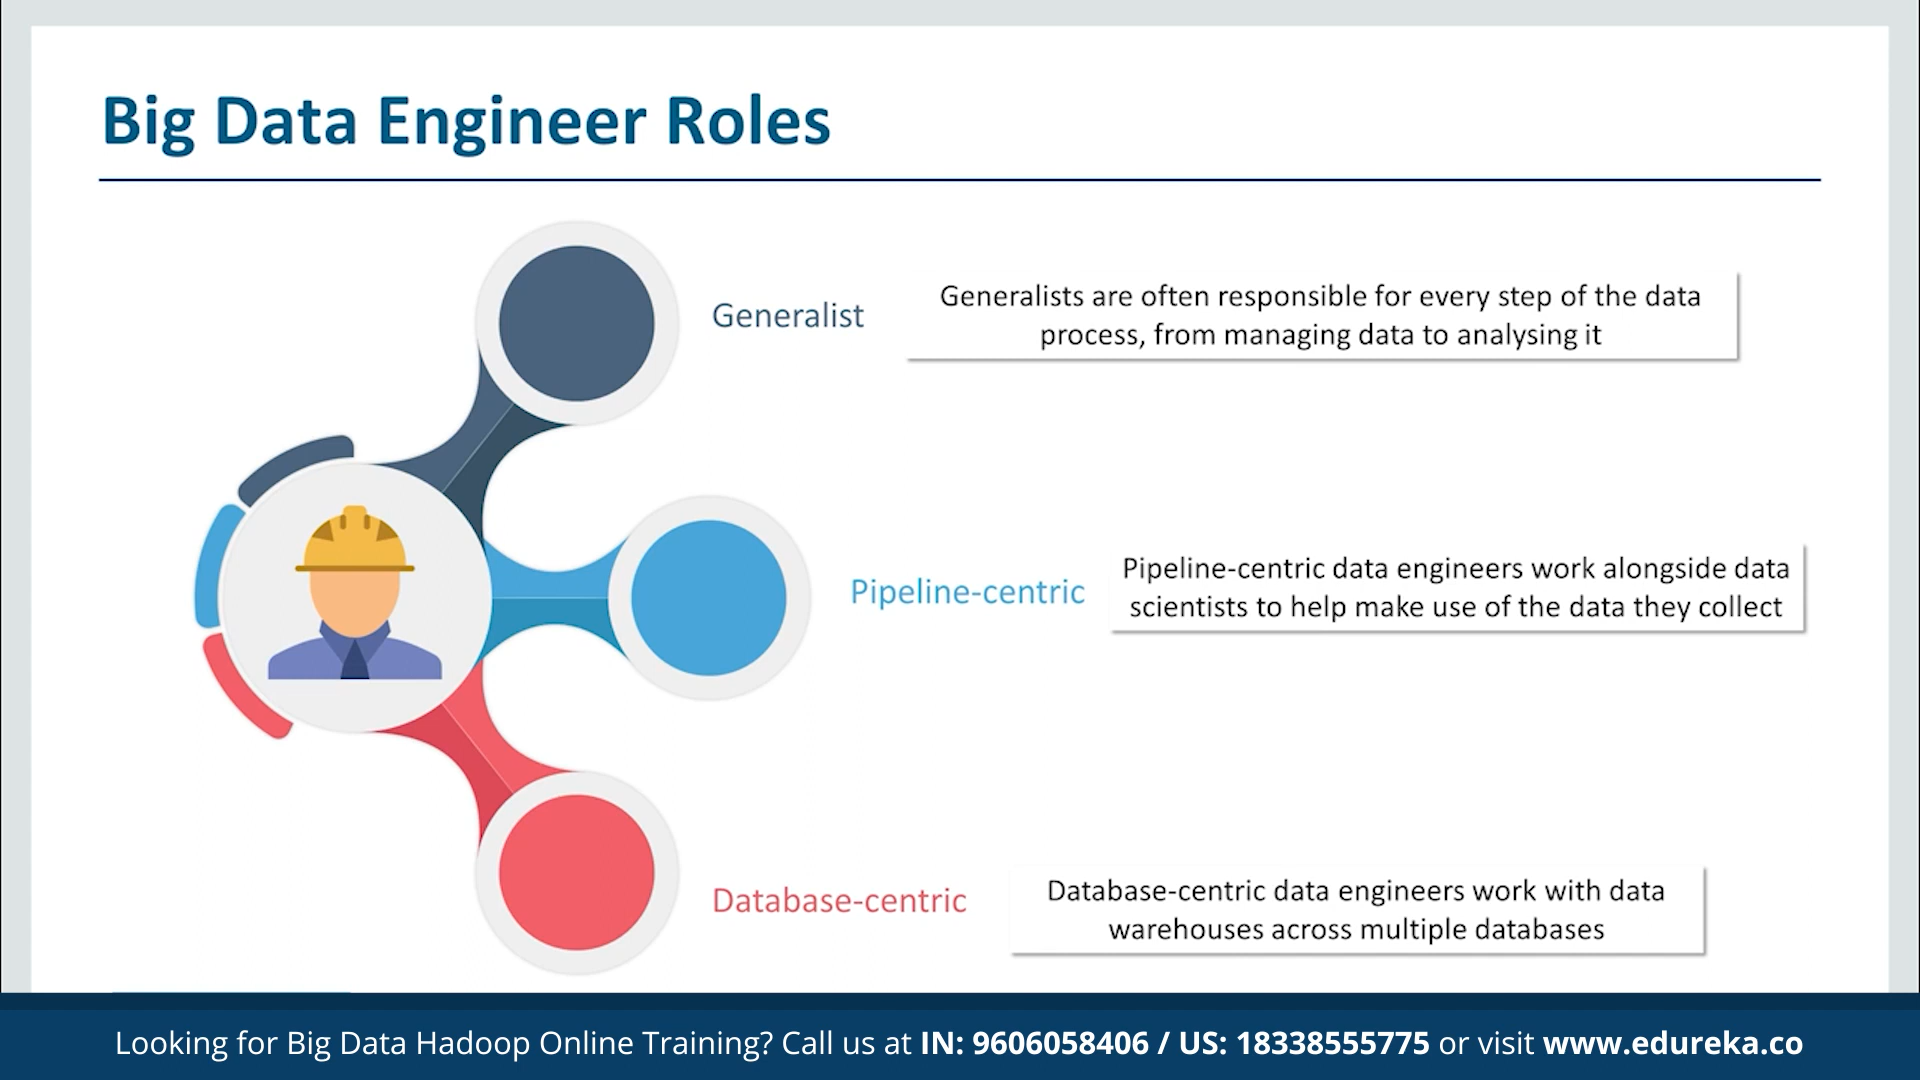 Big Data Engineer Roles
Generalist
Generalists are often responsible for every step of the data
process, from managing data to analysing it
Pipeline-centric
Pipeline-centric data engineers work alongside data
scientists to help make use of the data they collect
Database-centric
Database-centric data engineers work with data
warehouses across multiple databases
Looking for Big Data Hadoop Online Training? Call us at IN: 9606058406 / US: 18338555775 or visit www.edureka.co